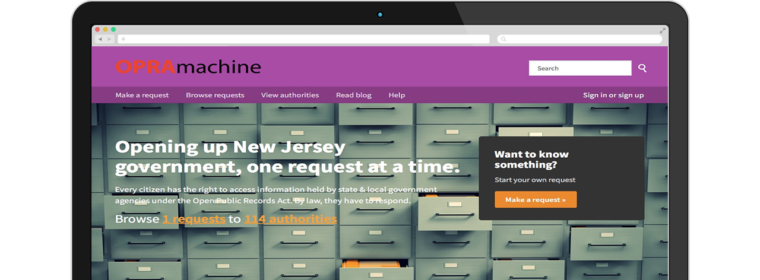 OPRAmachine
Search
Make a request Browse requests View authorities Read blog Help Sign in or sign up
Opening up New Jersey
government, one request at a time.
Every citizen has the right to access information held by state & local government
agencies under the Open Public Records Act. By law, they have to respond.
Browse 1 requests to 114 authorities
Want to know
something?
Start your own request
Make a request »